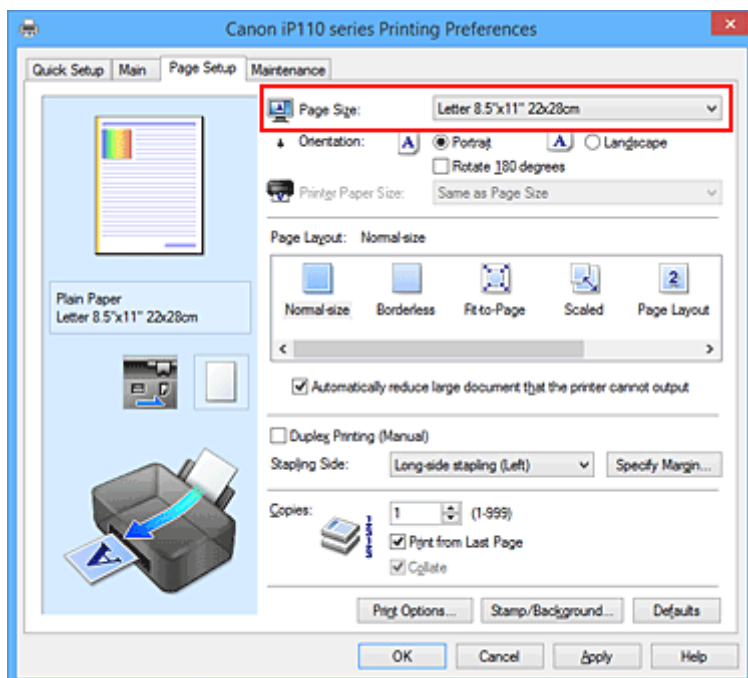 Canon iP110 series Printing Preferences
Quick Setup Main Page Setup Maintenance
Page Size: Letter 8.5"x11" 22x28cm
Orientation: A Portrait A Landscape
Rotate 180 degrees
Printer Paper Size: Same as Page Size
Page Layout: Normal-size
2
Normal-size Borderless Fit-to-Page Scaled Page Layout
Automatically reduce large document that the printer cannot output
Plain Paper
Letter 8.5"x11" 22x28cm
Duplex Printing (Manual)
Stapling Side: Long-side stapling (Left) Specify Margin...
Copies: 1 (1-999)
Print from Last Page
Collate
A
Print Options... Stamp/Background... Defaults
OK Cancel Apply Help